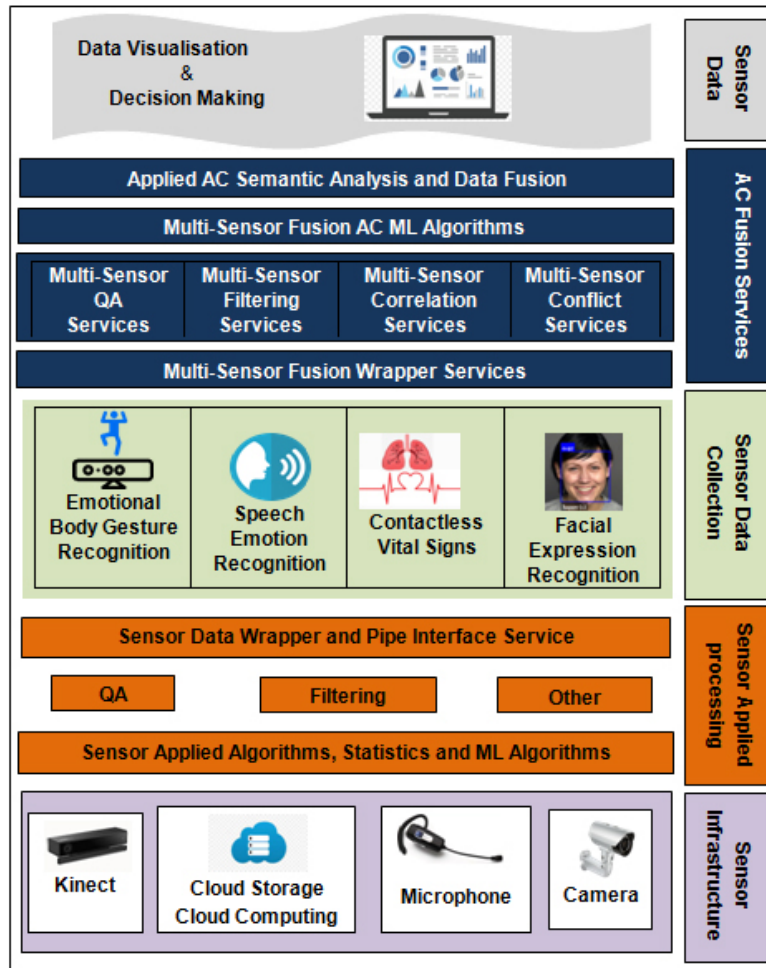 Data Visualisation
&
Decision Making
Sensor
Data
Applied AC Semantic Analysis and Data Fusion
Multi-Sensor Fusion AC ML Algorithms
Multi-Sensor
QA
Services
Multi-Sensor
Filtering
Services
Multi-Sensor
Correlation
Services
Multi-Sensor
Conflict
Services
Multi-Sensor Fusion Wrapper Services
AC Fusion Services
Emotional
Body Gesture
Recognition
Speech
Emotion
Recognition
Contactless
Vital Signs
Facial
Expression
Recognition
Sensor Data
Collection
Sensor Data Wrapper and Pipe Interface Service
QA
Filtering
Other
Sensor Applied Algorithms, Statistics and ML Algorithms
Sensor Applied
processing
Kinect
Cloud Storage
Cloud Computing
Microphone
Camera
Sensor
Infrastructure